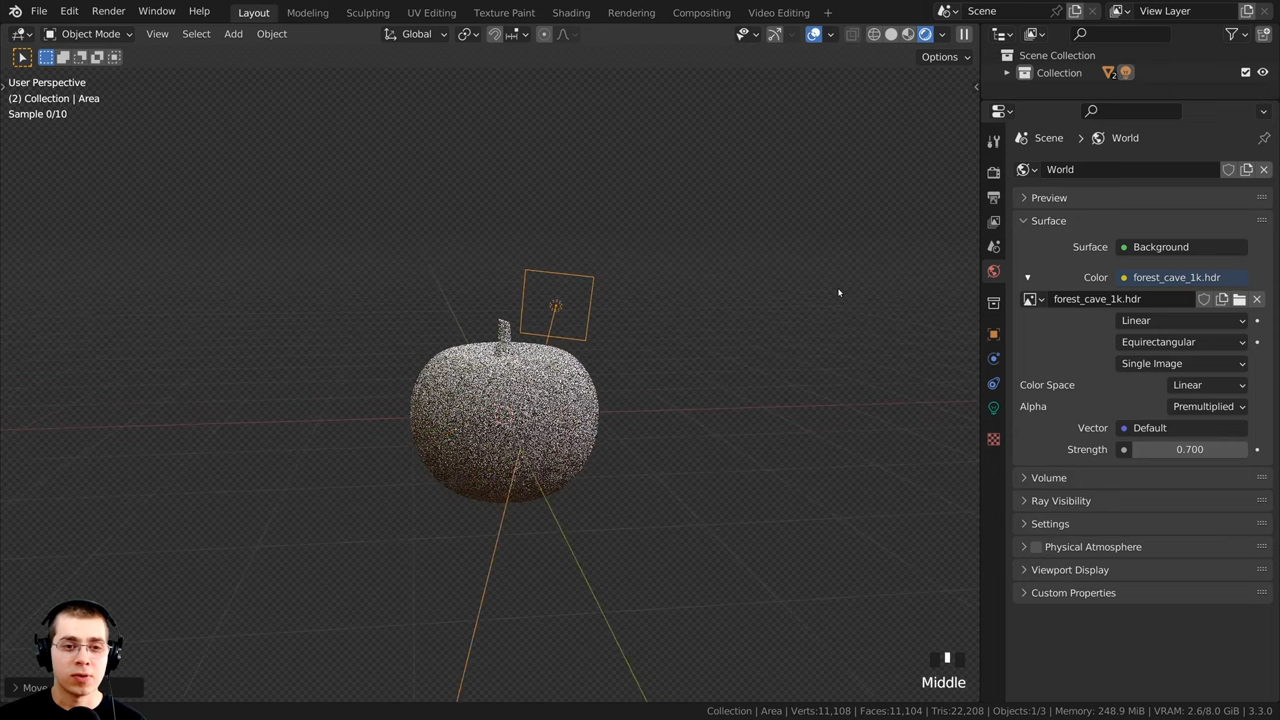 File Edit Render Window Help Layout Modeling Sculpting UV Editing Texture Paint Shading Rendering Compositing Video Editing + Scene View Layer
Object Mode View Select Add Object Global
Options
User Perspective
(2) Collection | Area
Sample 0/10
Scene Collection
Collection 2
Scene > World
World
Preview
Surface
Surface Background
Color forest_cave_1k.hdr
forest_cave_1k.hdr
Linear
Equirectangular
Single Image
Color Space Linear
Alpha Premultiplied
Vector Default
Strength 0.700
Volume
Ray Visibility
Settings
Physical Atmosphere
Viewport Display
Custom Properties
Move
Middle
Collection | Area | Verts:11,108 | Faces:11,104 | Tris:22,208 | Objects:1/3 | Memory: 248.9 MiB | VRAM: 2.6/8.0 GiB | 3.3.0